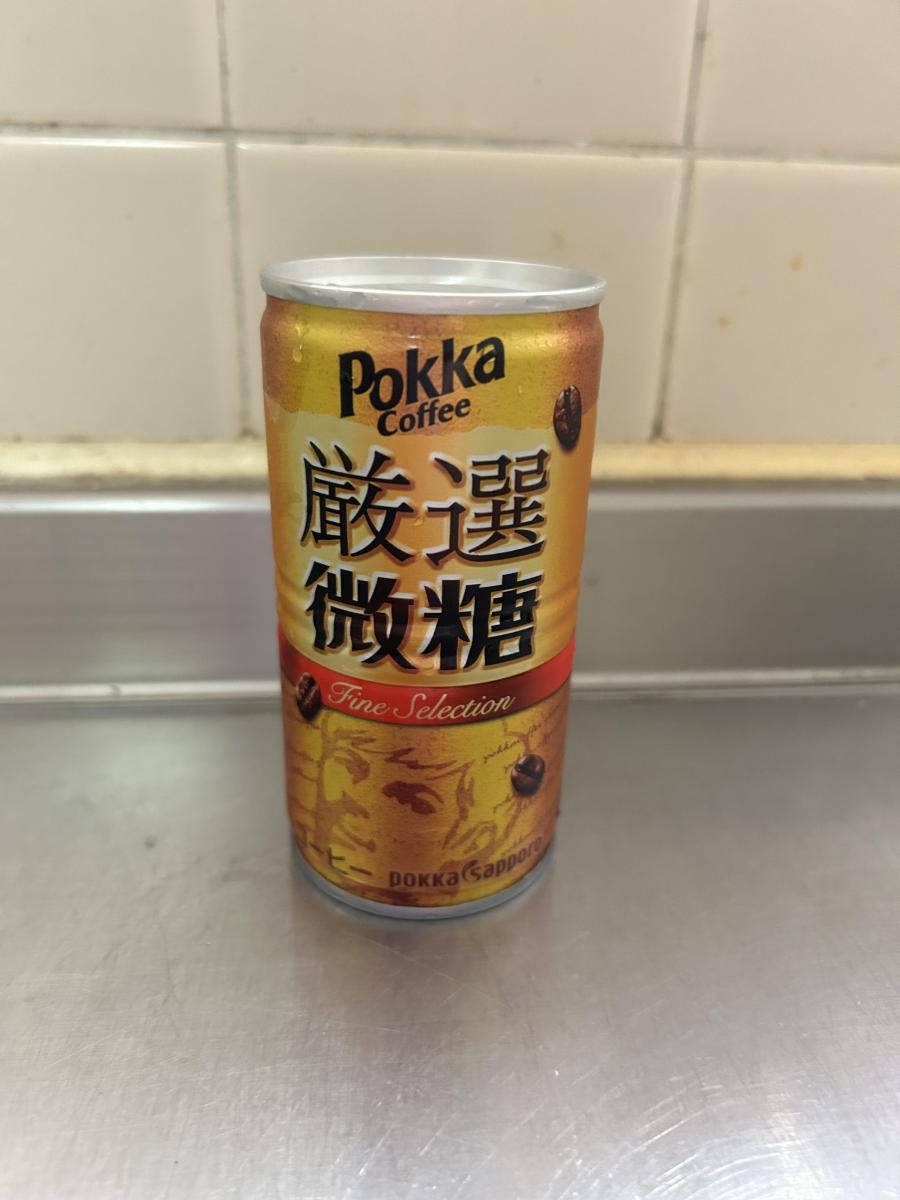 Pokka
Coffee
厳選
微糖
Fine Selection
ーヒー
pokka sapporo